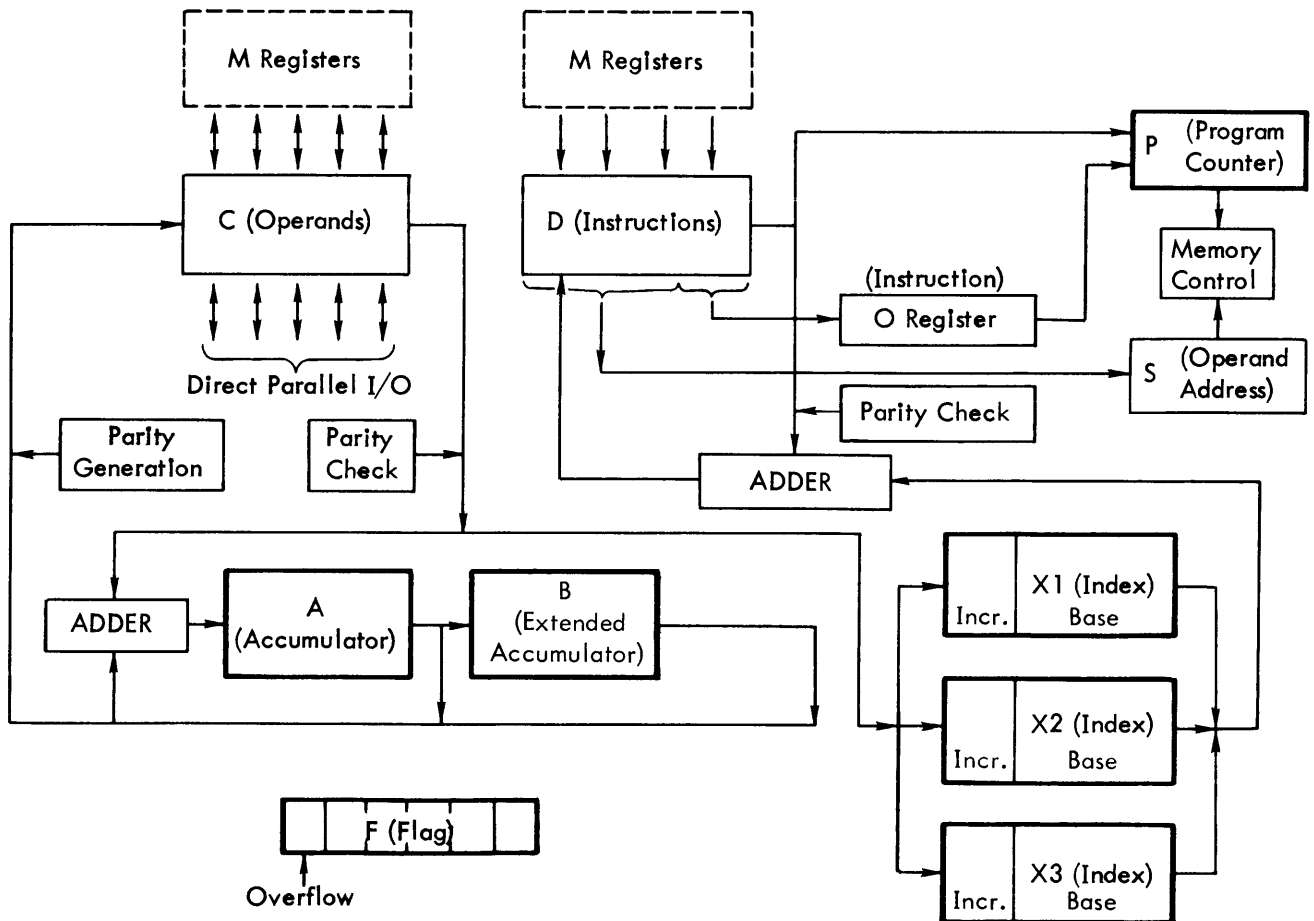 M Registers
M Registers
P (Program
Counter)
C (Operands)
D (Instructions)
Memory
Control
(Instruction)
O Register
S (Operand
Address)
Direct Parallel I/O
Parity
Generation
Parity
Check
Parity Check
ADDER
ADDER
A
(Accumulator)
B
(Extended
Accumulator)
X1 (Index)
Incr. Base
X2 (Index)
Incr. Base
F (Flag)
Overflow
X3 (Index)
Incr. Base